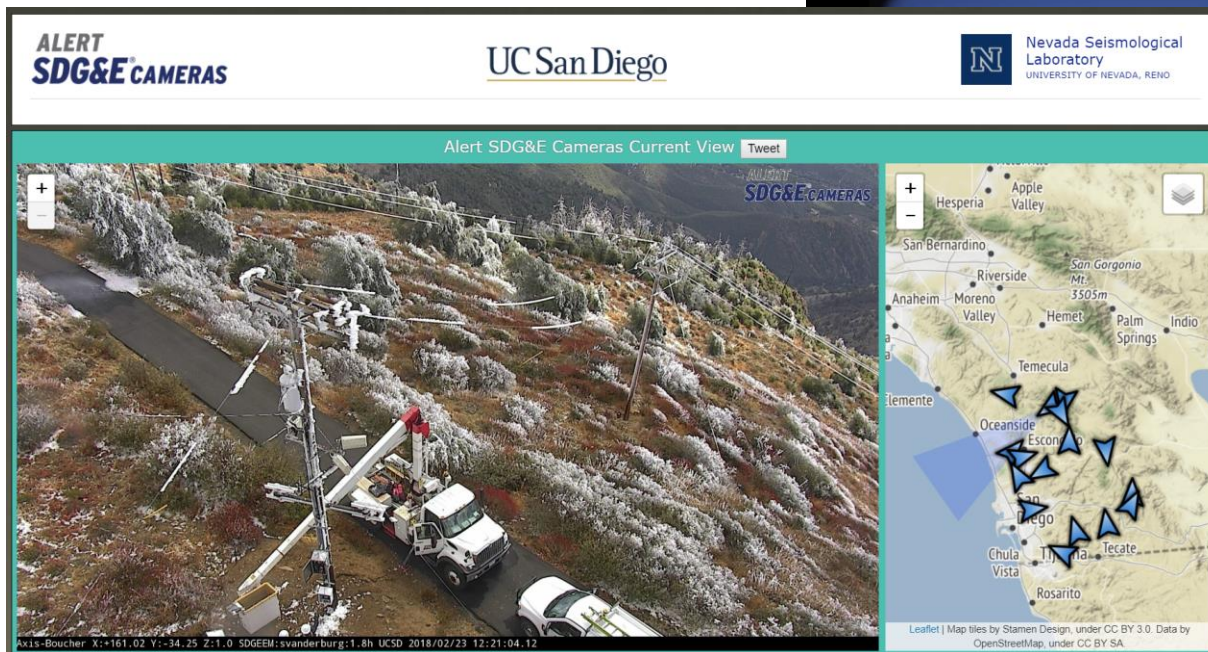 ALERT
SDG&E® CAMERAS
UC San Diego
N
Nevada Seismological
Laboratory
UNIVERSITY OF NEVADA, RENO
Alert SDG&E Cameras Current View Tweet
+
−
ALERT
SDG&E CAMERAS
Axis-Boucher X:+161.02 Y:-34.25 Z:1.0 SDGEEM:svanderburg:1.8h UCSD 2018/02/23 12:21:04.12
+
−
Apple
Valley
Hesperia
San Bernardino
San Gorgonio
Mt.
3505m
Riverside
Anaheim
Moreno
Valley
Hemet
Palm
Springs
Indio
Temecula
Clemente
Oceanside
San
Diego
Chula
Vista
Tecate
Rosarito
Leaflet | Map tiles by Stamen Design, under CC BY 3.0. Data by
OpenStreetMap, under CC BY SA